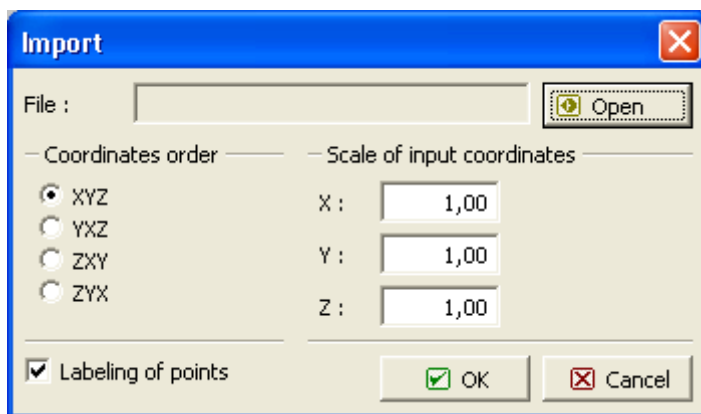 Import
File :
Open
Coordinates order
Scale of input coordinates
XYZ
X :
1,00
YXZ
ZXY
Y :
1,00
ZYX
Z :
1,00
Labeling of points
OK
Cancel